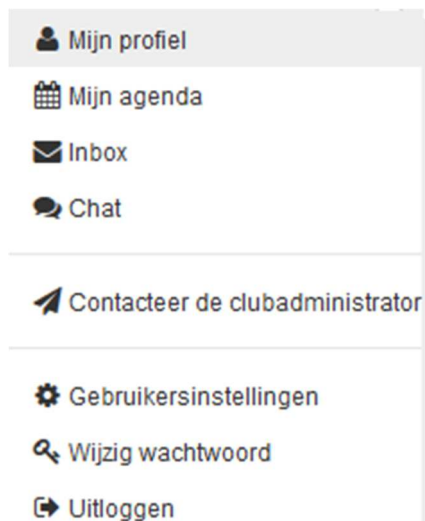 Mijn profiel
Mijn agenda
Inbox
Chat
Contacteer de clubadministrator
Gebruikersinstellingen
Wijzig wachtwoord
Uitloggen